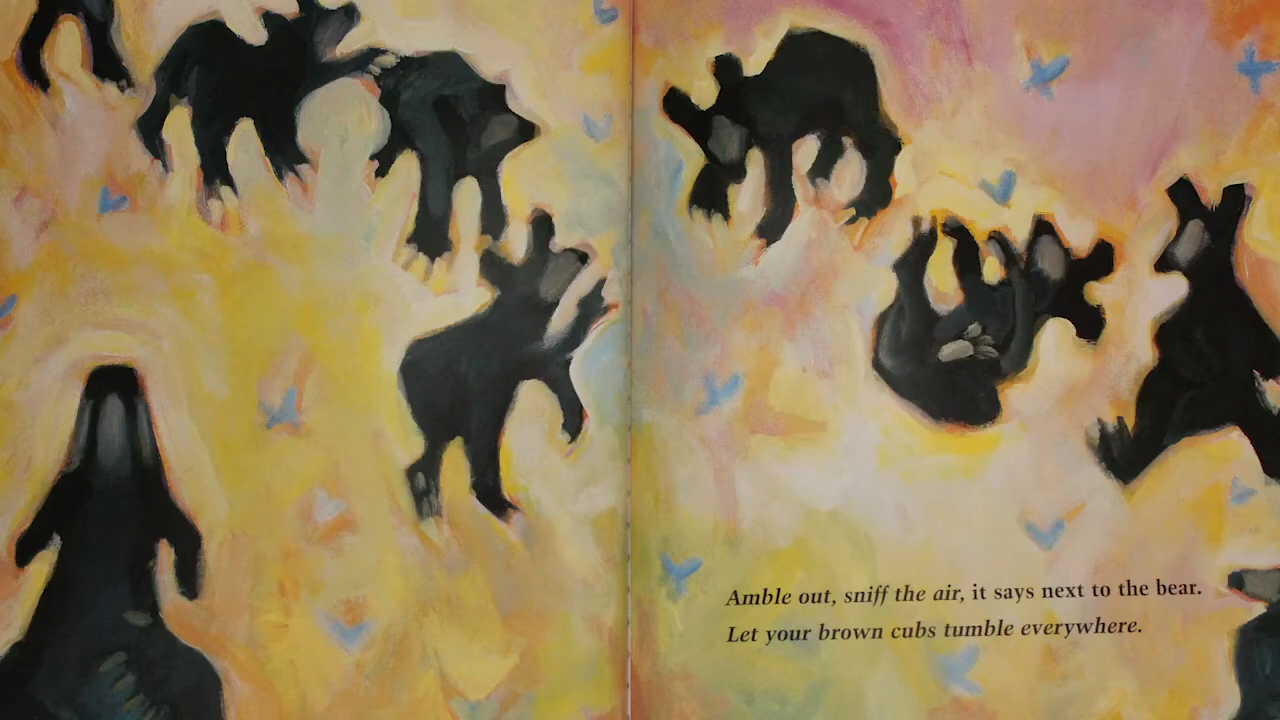 Amble out, sniff the air, it says next to the bear.
Let your brown cubs tumble everywhere.